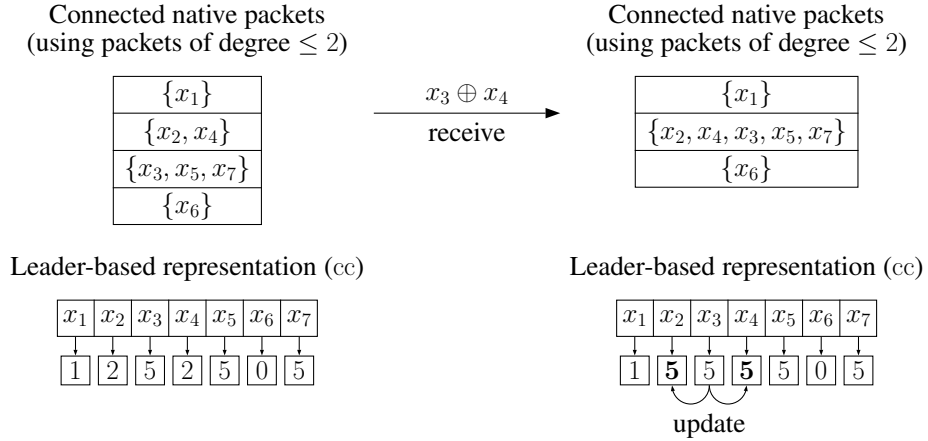 Connected native packets
(using packets of degree ≤ 2)
{x₁}
{x₂, x₄}
{x₃, x₅, x₇}
{x₆}
x₃ ⊕ x₄
receive
Connected native packets
(using packets of degree ≤ 2)
{x₁}
{x₂, x₄, x₃, x₅, x₇}
{x₆}
Leader-based representation (cc)
x₁ x₂ x₃ x₄ x₅ x₆ x₇
1 2 5 2 5 0 5
Leader-based representation (cc)
x₁ x₂ x₃ x₄ x₅ x₆ x₇
1 5 5 5 5 0 5
update